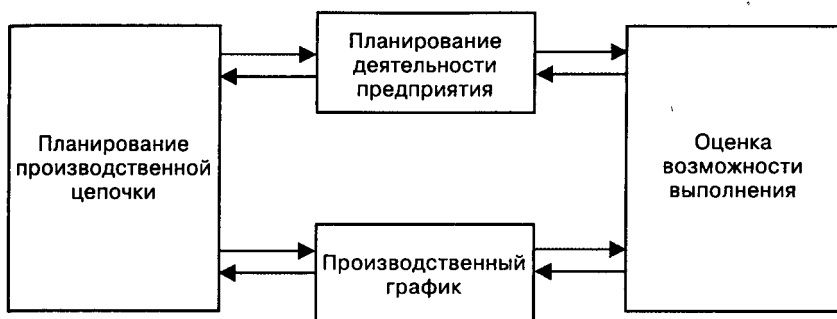 Планирование
производственной
цепочки
Планирование
деятельности
предприятия
Производственный
график
Оценка
возможности
выполнения